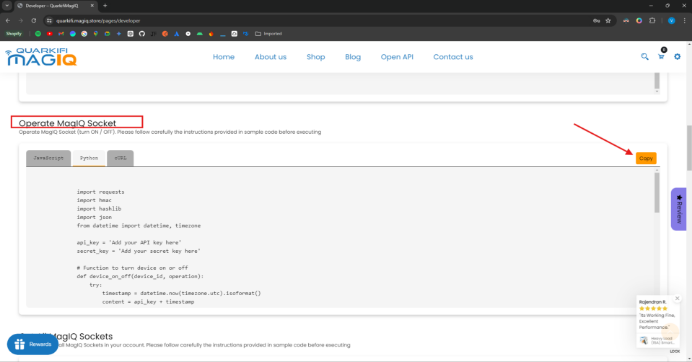 Developer – QuarkifiMagIQ
quarkifi.magiq.store/pages/developer
Shopify
Imported
QUARKIFI
MAGIQ
Home
About us
Shop
Blog
Open API
Contact us
0
Operate MagIQ Socket
Operate MagIQ Socket (turn ON / OFF). Please follow carefully the instructions provided in sample code before executing
JavaScript
Python
cURL
Copy
import requests
import hmac
import hashlib
import json
from datetime import datetime, timezone
api_key = 'Add your API key here'
secret_key = 'Add your secret key here'
# Function to turn device on or off
def device_on_off(device_id, operation):
try:
timestamp = datetime.now(timezone.utc).isoformat()
content = api_key + timestamp
Review
Rajendran R.
"Its Working Fine,
Excellent
Performance."
MagIQ Sockets
MagIQ Sockets in your account. Please follow carefully the instructions provided in sample code before executing
Rewards